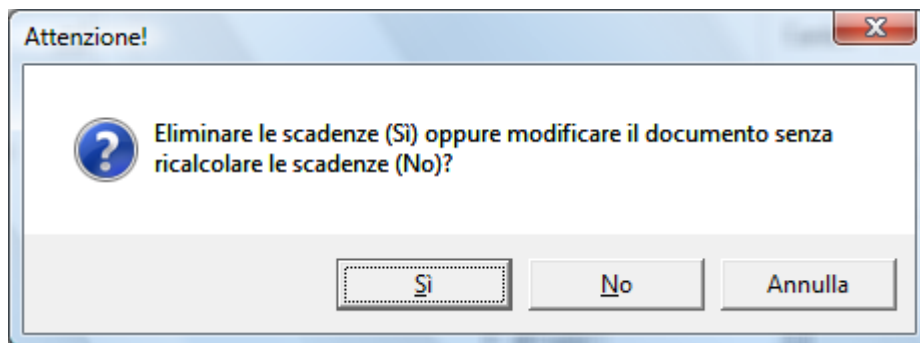 Attenzione!
Eliminare le scadenze (Sì) oppure modificare il documento senza
ricalcolare le scadenze (No)?
Sì
No
Annulla